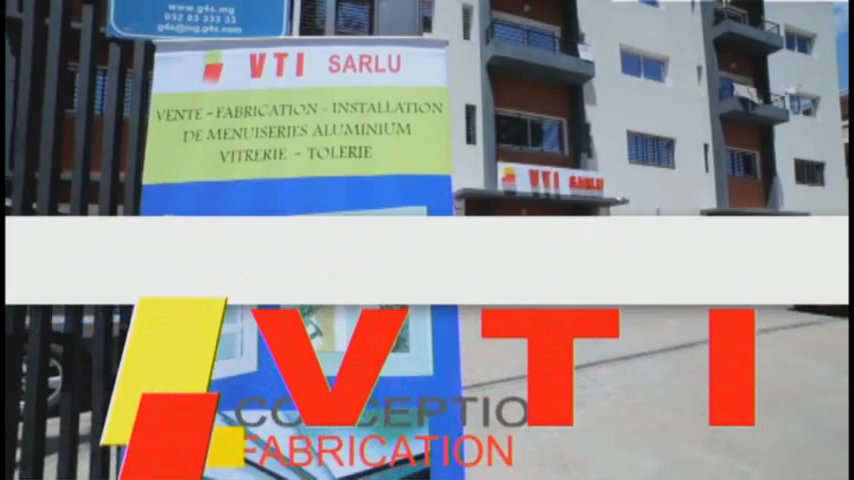 www.g4s.mg
032 03 333 33
g4s@mg.g4s.com
VTI SARLU
VENTE - FABRICATION - INSTALLATION
DE MENUISERIES ALUMINIUM
VITRERIE - TOLERIE
VTI SARLU
VTI
CONCEPTIO
FABRICATION